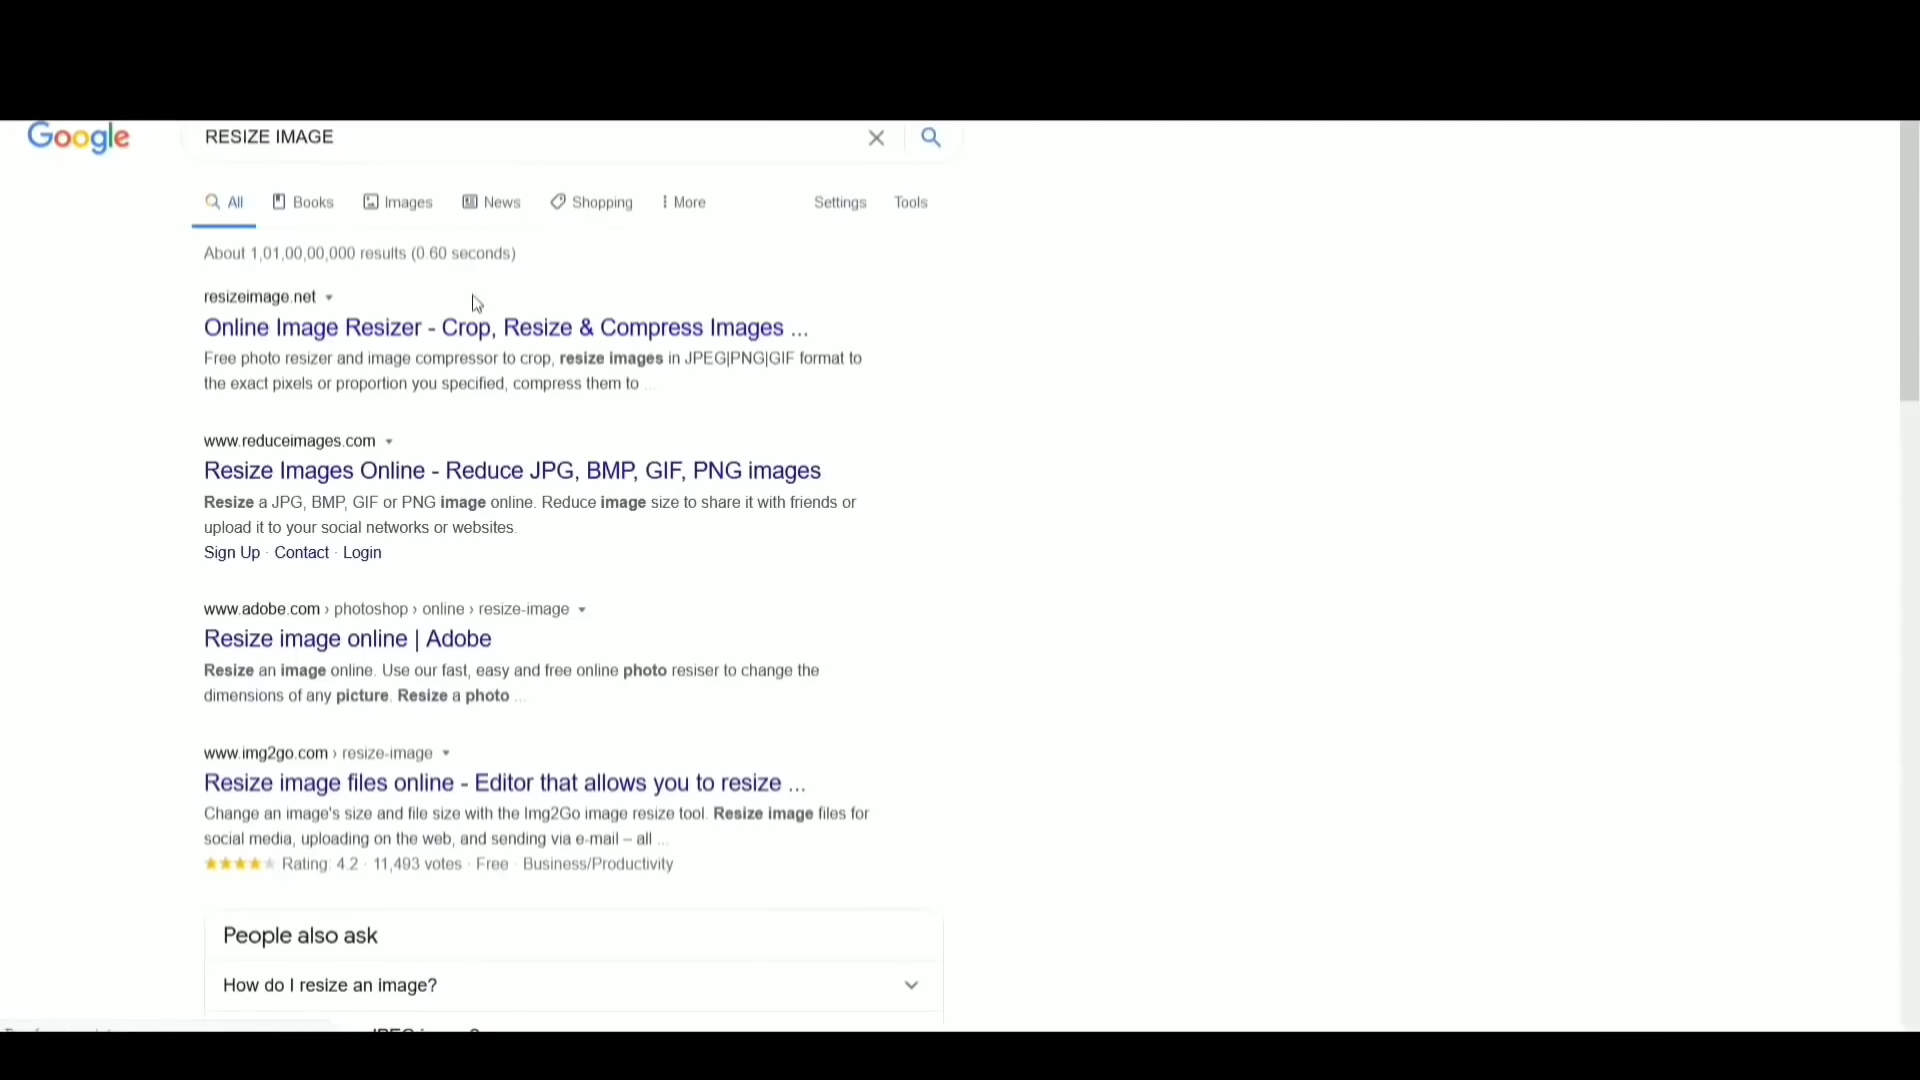 Google RESIZE IMAGE
All Books Images News Shopping More Settings Tools
About 1,01,00,00,000 results (0.60 seconds)
resizeimage.net
Online Image Resizer - Crop, Resize & Compress Images ...
Free photo resizer and image compressor to crop, resize images in JPEG|PNG|GIF format to
the exact pixels or proportion you specified, compress them to ...
www.reduceimages.com
Resize Images Online - Reduce JPG, BMP, GIF, PNG images
Resize a JPG, BMP, GIF or PNG image online. Reduce image size to share it with friends or
upload it to your social networks or websites.
Sign Up · Contact · Login
www.adobe.com › photoshop › online › resize-image
Resize image online | Adobe
Resize an image online. Use our fast, easy and free online photo resiser to change the
dimensions of any picture. Resize a photo ...
www.img2go.com › resize-image
Resize image files online - Editor that allows you to resize ...
Change an image's size and file size with the Img2Go image resize tool. Resize image files for
social media, uploading on the web, and sending via e-mail – all ...
Rating: 4.2 · 11,493 votes · Free · Business/Productivity
People also ask
How do I resize an image?